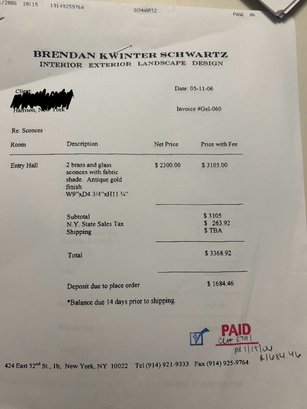 /2006 20:15 19149259764 SCHWARTZ PAGE
BRENDAN KWINTER SCHWARTZ
INTERIOR EXTERIOR LANDSCAPE DESIGN
Client
Date: 05-11-06
Harrison, New York
Invoice #Gel-060
Re Sconces
Room Description Net Price Price with Fee
Entry Hall 2 brass and glass $ 2300.00 $ 3105.00
sconces with fabric
shade. Antique gold
finish
W9"xD4 3/4"xH11 ¾"
Subtotal $ 3105
N.Y. State Sales Tax $ 263.92
Shipping $ TBA
Total $ 3368.92
Deposit due to place order $ 1684.46
*Balance due 14 days prior to shipping.
PAID
$1684.46
424 East 52nd St., 1b, New York, NY 10022 Tel (914) 921-9333 Fax (914) 925-9764